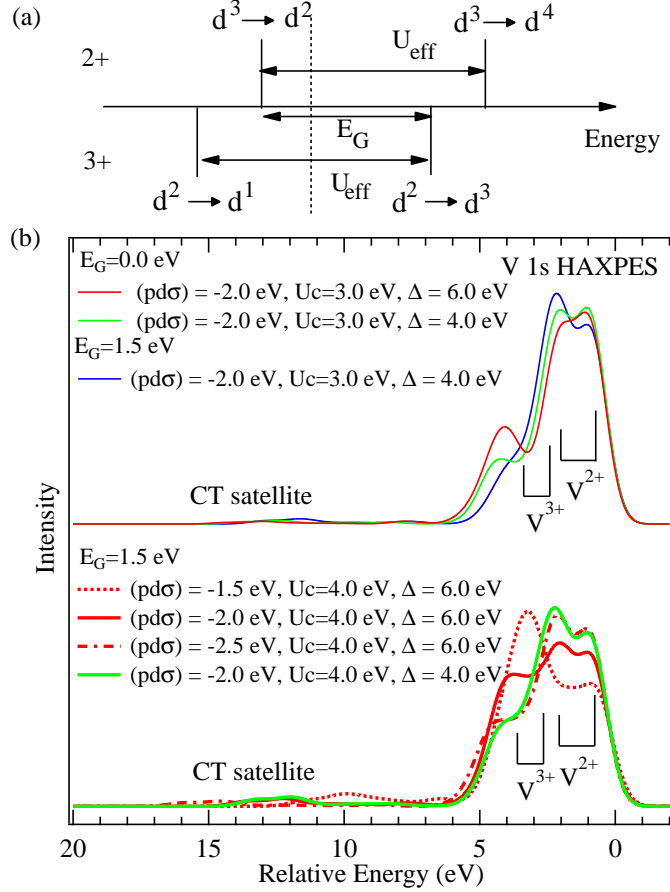 (a)
d³ → d²
d³ → d⁴
2+
U_eff
E_G
Energy
3+
U_eff
d² → d¹
d² → d³
(b)
E_G=0.0 eV
V 1s HAXPES
(pdσ) = -2.0 eV, Uc=3.0 eV, Δ = 6.0 eV
(pdσ) = -2.0 eV, Uc=3.0 eV, Δ = 4.0 eV
E_G=1.5 eV
(pdσ) = -2.0 eV, Uc=3.0 eV, Δ = 4.0 eV
V²⁺
CT satellite
V³⁺
Intensity
E_G=1.5 eV
(pdσ) = -1.5 eV, Uc=4.0 eV, Δ = 6.0 eV
(pdσ) = -2.0 eV, Uc=4.0 eV, Δ = 6.0 eV
(pdσ) = -2.5 eV, Uc=4.0 eV, Δ = 6.0 eV
(pdσ) = -2.0 eV, Uc=4.0 eV, Δ = 4.0 eV
CT satellite
V³⁺ V²⁺
20 15 10 5 0
Relative Energy (eV)